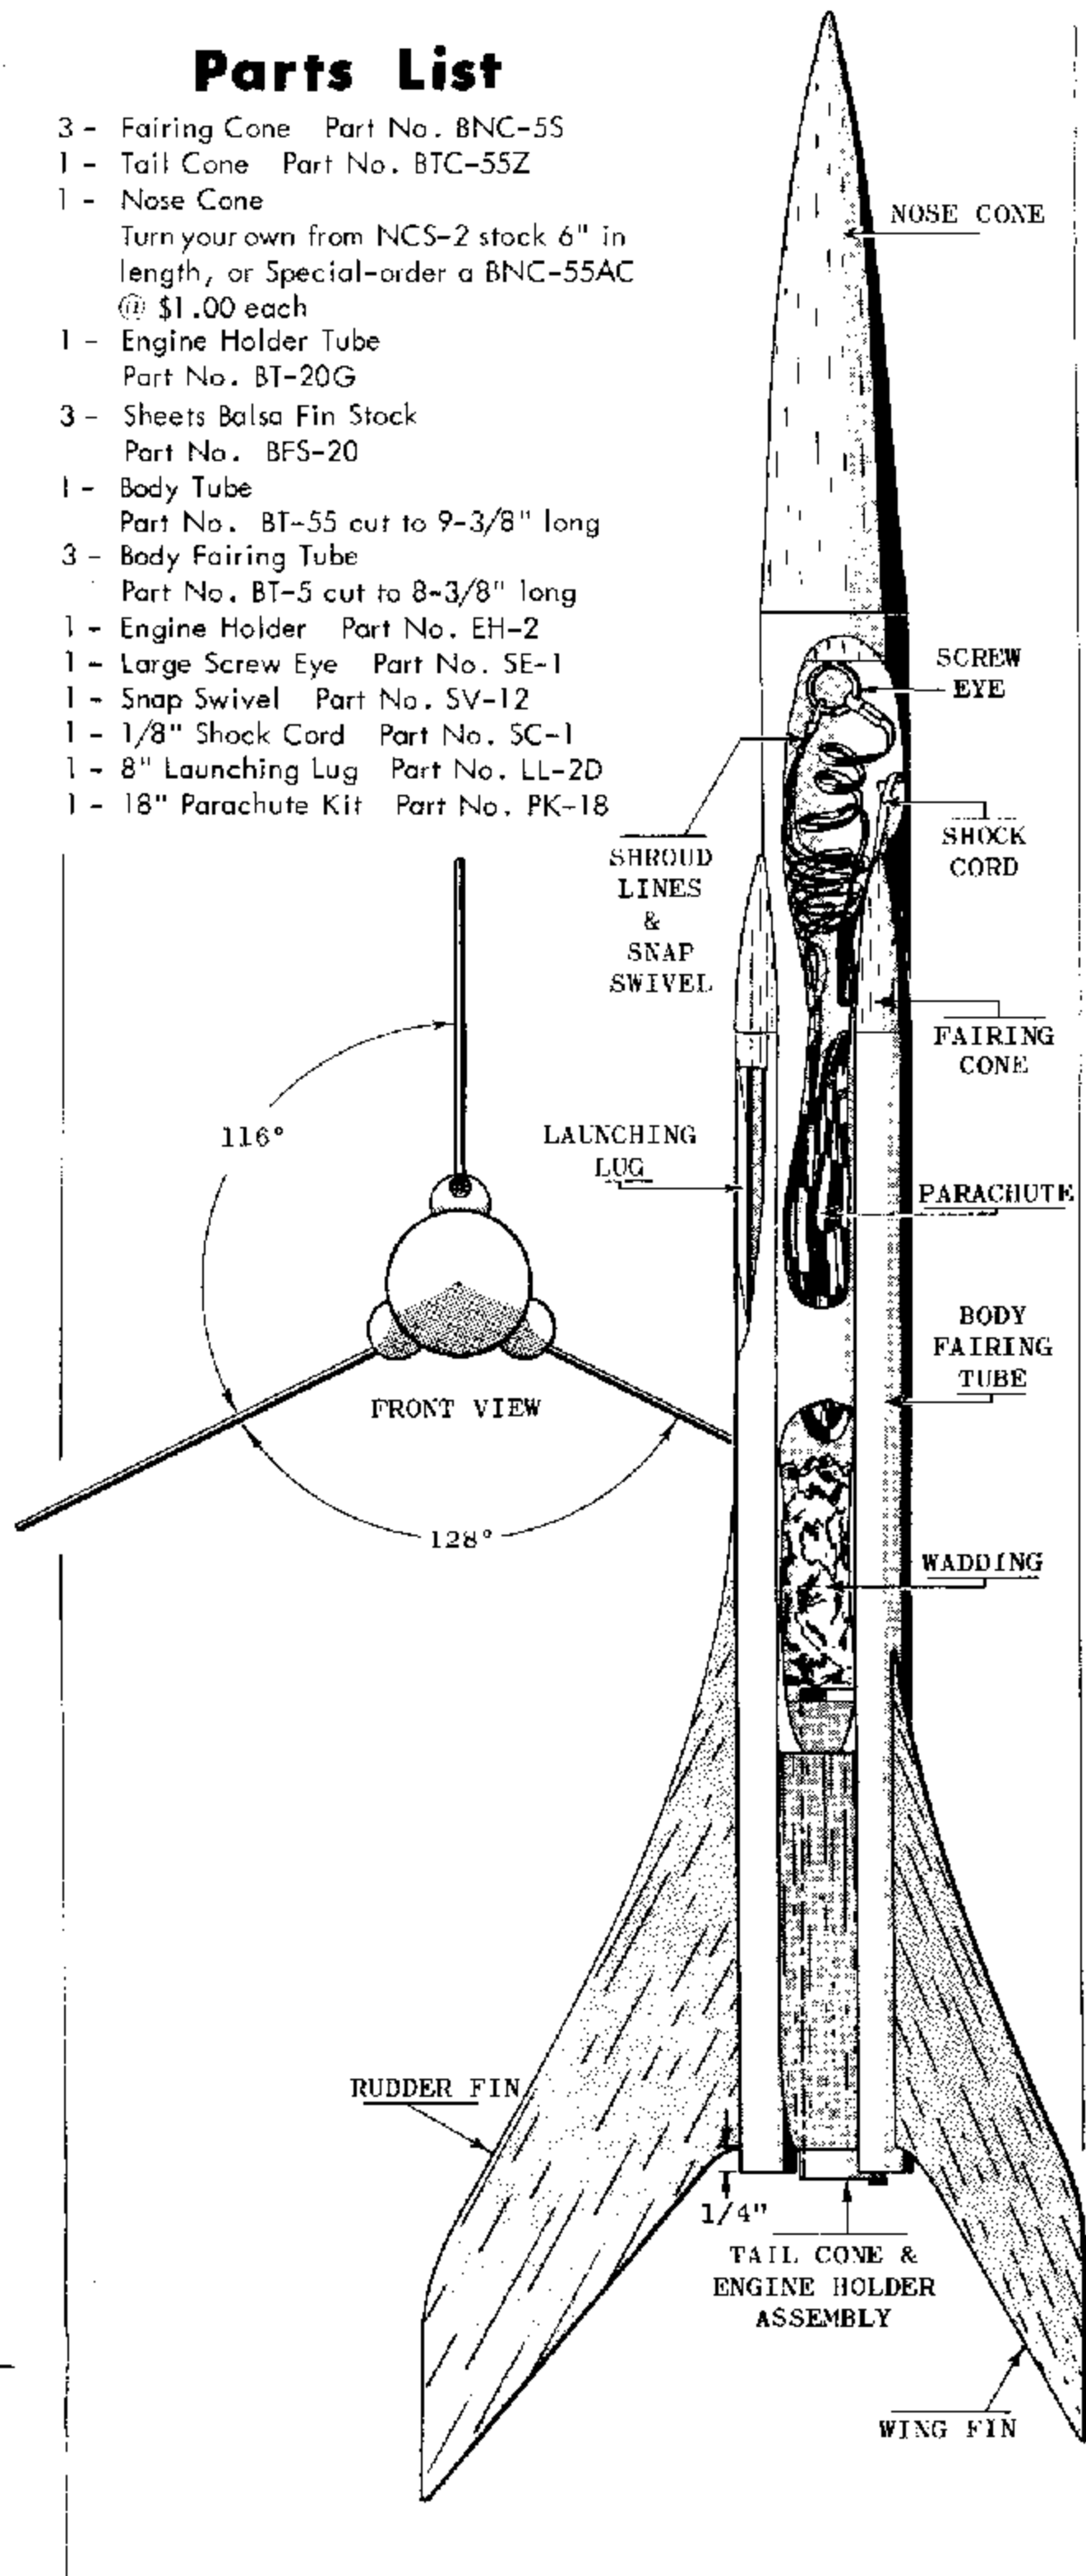 Parts List
3 - Fairing Cone Part No. BNC-5S
1 - Tail Cone Part No. BTC-55Z
1 - Nose Cone
Turn your own from NCS-2 stock 6" in
length, or Special-order a BNC-55AC
@ $1.00 each
1 - Engine Holder Tube
Part No. BT-20G
3 - Sheets Balsa Fin Stock
Part No. BFS-20
1 - Body Tube
Part No. BT-55 cut to 9-3/8" long
3 - Body Fairing Tube
Part No. BT-5 cut to 8-3/8" long
1 - Engine Holder Part No. EH-2
1 - Large Screw Eye Part No. SE-1
1 - Snap Swivel Part No. SV-12
1 - 1/8" Shock Cord Part No. SC-1
1 - 8" Launching Lug Part No. LL-2D
1 - 18" Parachute Kit Part No. PK-18
NOSE CONE
SCREW
EYE
SHROUD
LINES
&
SNAP
SWIVEL
SHOCK
CORD
FAIRING
CONE
116°
LAUNCHING
LUG
PARACHUTE
BODY
FAIRING
TUBE
FRONT VIEW
128°
WADDING
RUDDER FIN
1/4"
TAIL CONE &
ENGINE HOLDER
ASSEMBLY
WING FIN